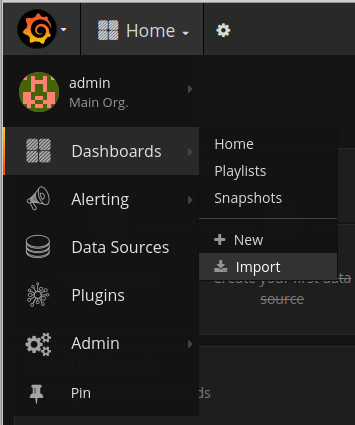 Home
admin
Main Org.
Dashboards
Home
Playlists
Snapshots
New
Import
Alerting
Data Sources
Plugins
Admin
Pin
Create your first data
source